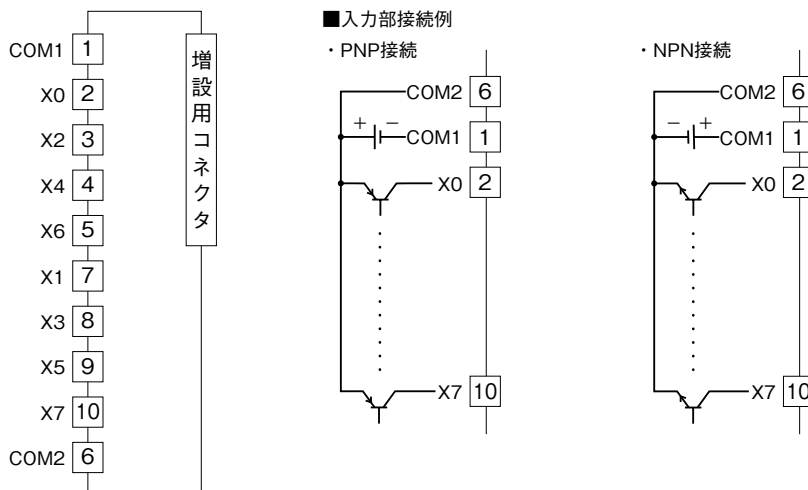 COM1 1
X0 2
X2 3
X4 4
X6 5
X1 7
X3 8
X5 9
X7 10
COM2 6
増設用コネクタ
■入力部接続例
・PNP接続
COM2 6
+ − COM1 1
X0 2
X7 10
・NPN接続
COM2 6
− + COM1 1
X0 2
X7 10